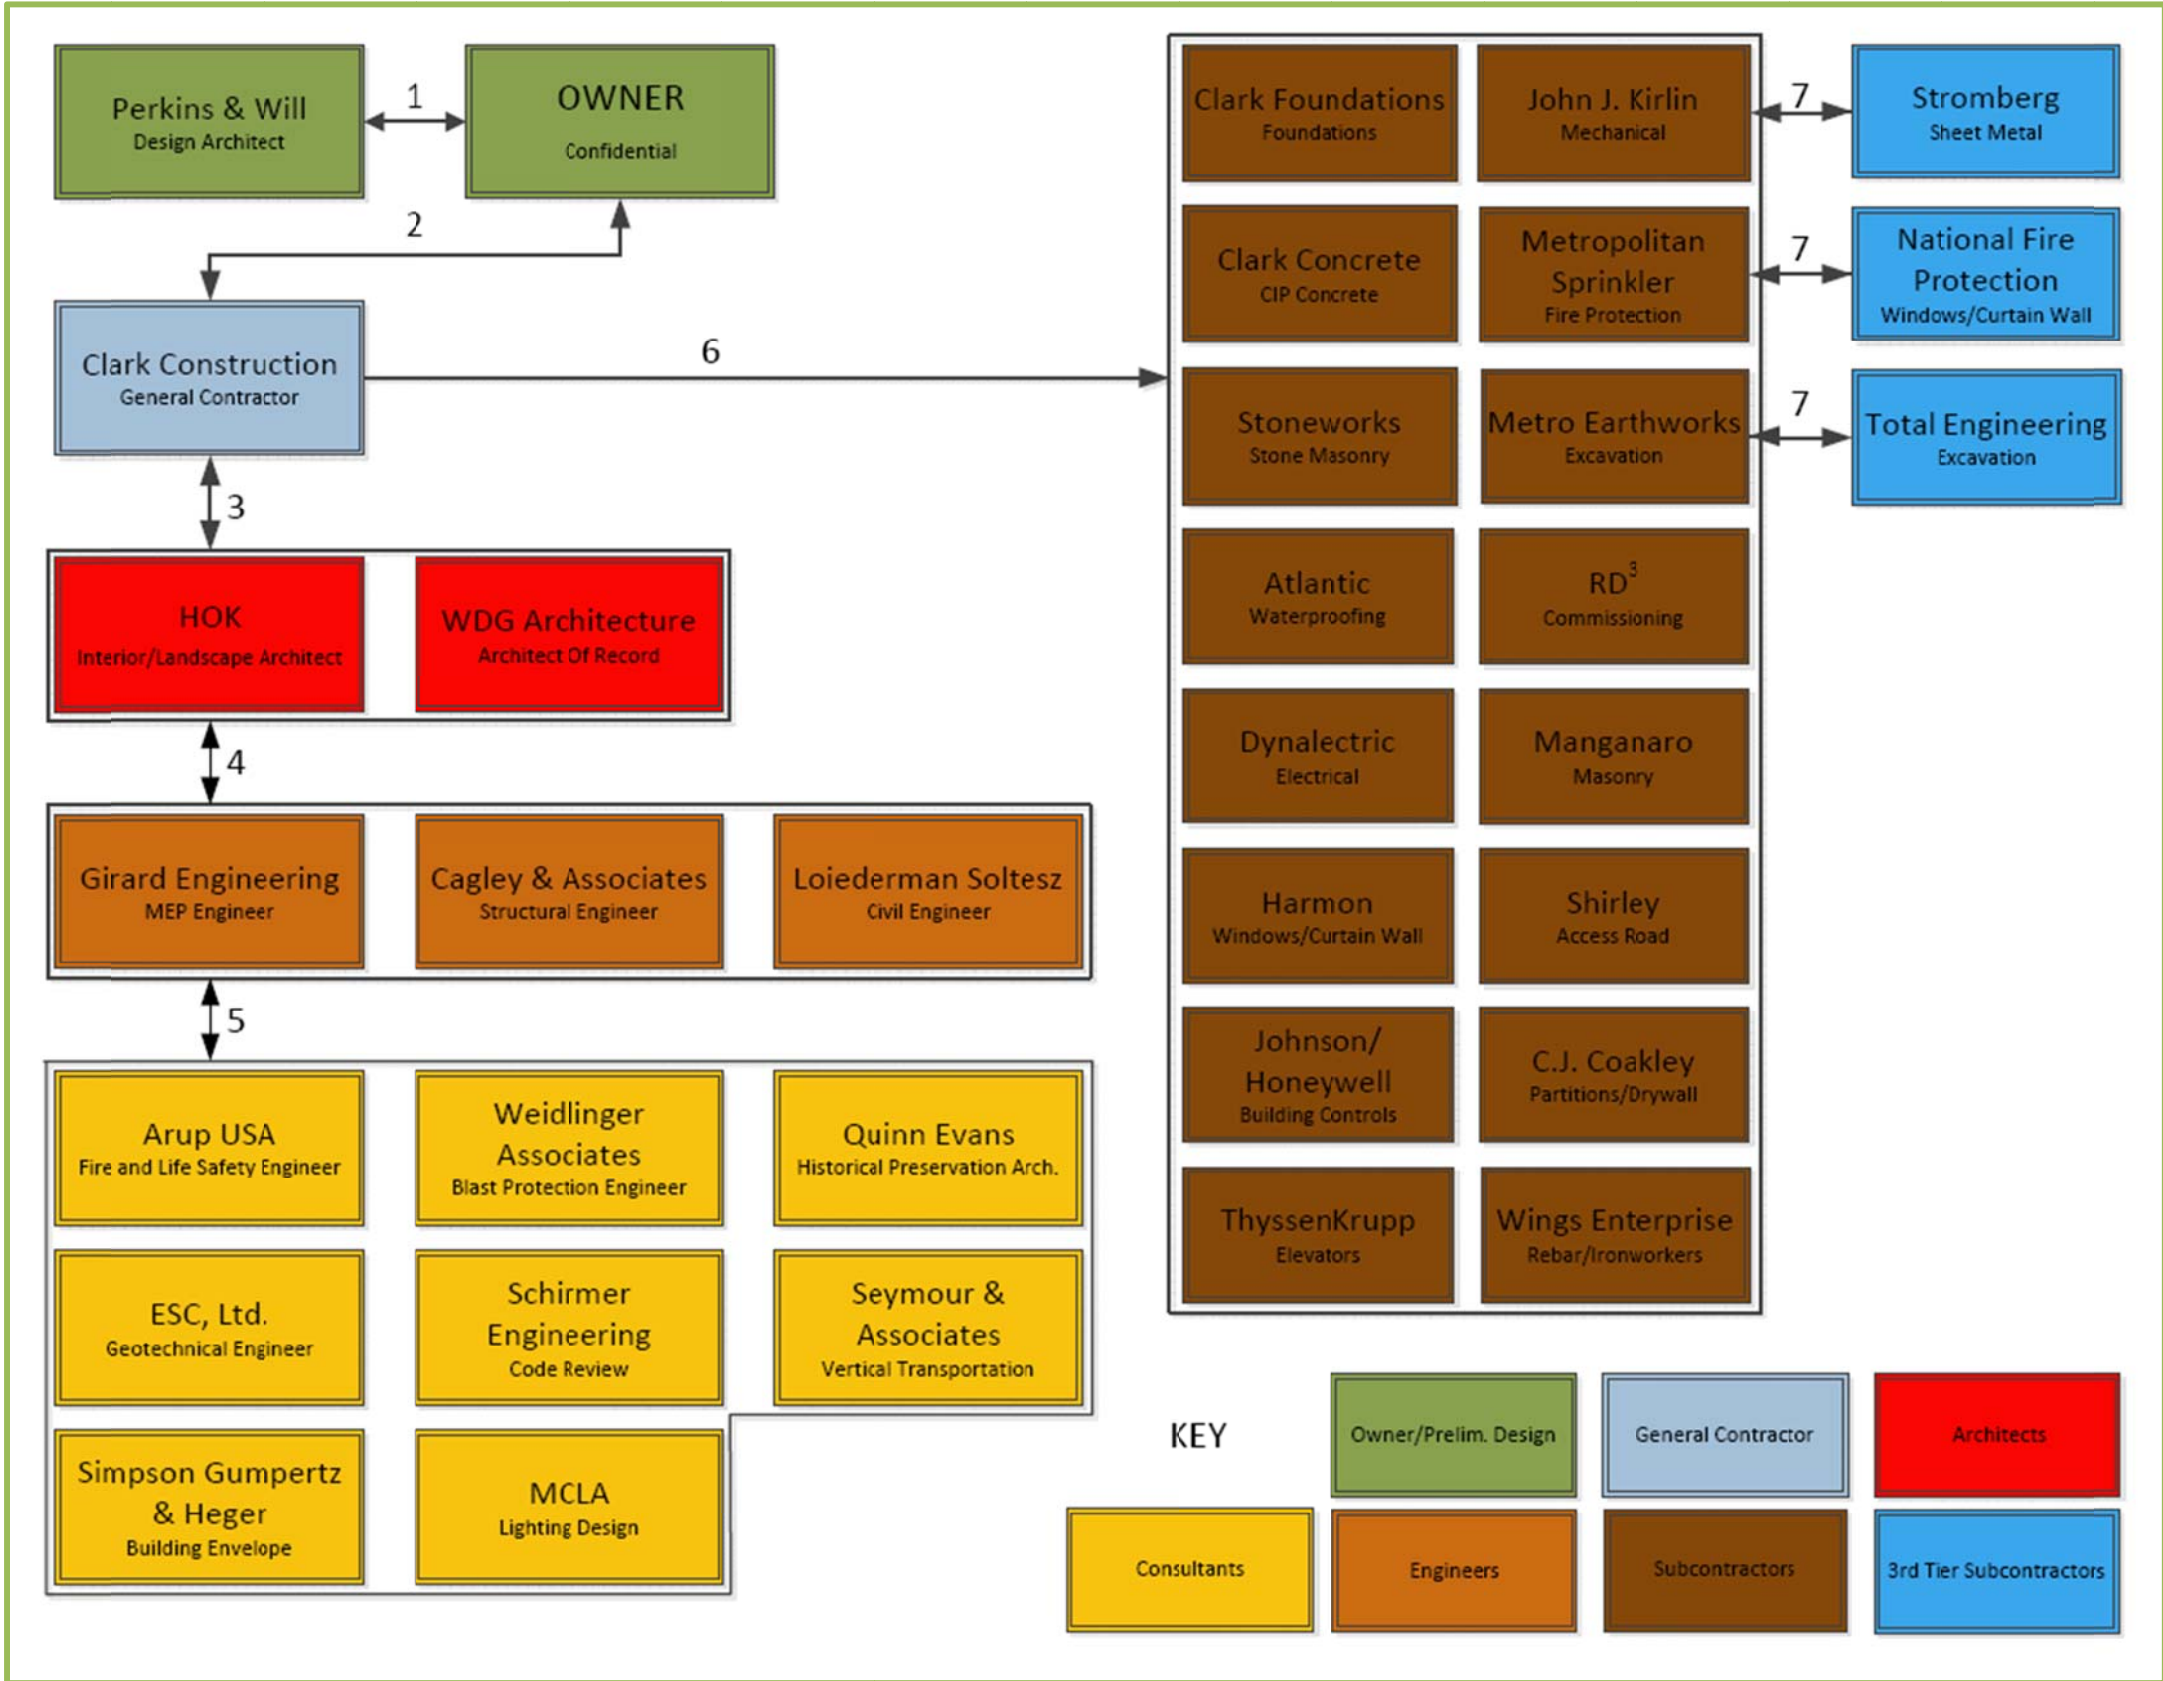 Perkins & Will
Design Architect
1
OWNER
Confidential
2
Clark Construction
General Contractor
6
3
HOK
Interior/Landscape Architect
WDG Architecture
Architect Of Record
4
Girard Engineering
MEP Engineer
Cagley & Associates
Structural Engineer
Loiederman Soltesz
Civil Engineer
5
Arup USA
Fire and Life Safety Engineer
Weidlinger
Associates
Blast Protection Engineer
Quinn Evans
Historical Preservation Arch.
ESC, Ltd.
Geotechnical Engineer
Schirmer
Engineering
Code Review
Seymour &
Associates
Vertical Transportation
Simpson Gumpertz
& Heger
Building Envelope
MCLA
Lighting Design
Clark Foundations
Foundations
John J. Kirlin
Mechanical
7
Stromberg
Sheet Metal
Clark Concrete
CIP Concrete
Metropolitan
Sprinkler
Fire Protection
7
National Fire
Protection
Windows/Curtain Wall
Stoneworks
Stone Masonry
Metro Earthworks
Excavation
7
Total Engineering
Excavation
Atlantic
Waterproofing
RD³
Commissioning
Dynalectric
Electrical
Manganaro
Masonry
Harmon
Windows/Curtain Wall
Shirley
Access Road
Johnson/
Honeywell
Building Controls
C.J. Coakley
Partitions/Drywall
ThyssenKrupp
Elevators
Wings Enterprise
Rebar/Ironworkers
KEY
Owner/Prelim. Design
General Contractor
Architects
Consultants
Engineers
Subcontractors
3rd Tier Subcontractors